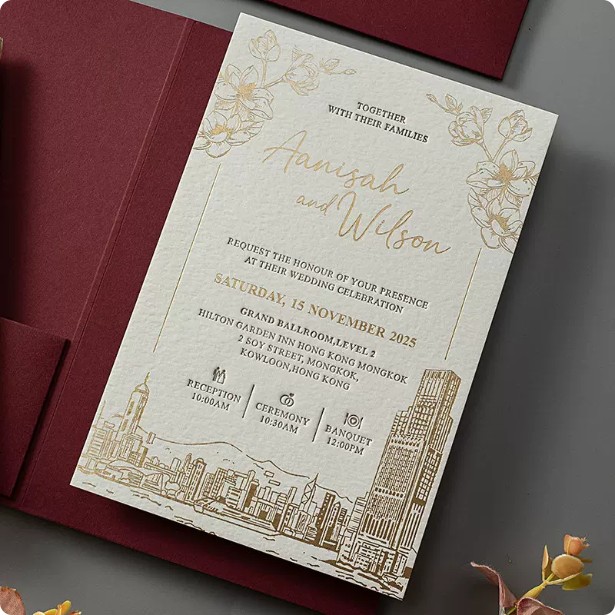 TOGETHER
WITH THEIR FAMILIES
Aanisah
and Wilson
REQUEST THE HONOUR OF YOUR PRESENCE
AT THEIR WEDDING CELEBRATION
SATURDAY, 15 NOVEMBER 2025
GRAND BALLROOM, LEVEL 2
HILTON GARDEN INN HONG KONG MONGKOK
2 SOY STREET, MONGKOK,
KOWLOON, HONG KONG
RECEPTION
10:00AM
CEREMONY
10:30AM
BANQUET
12:00PM